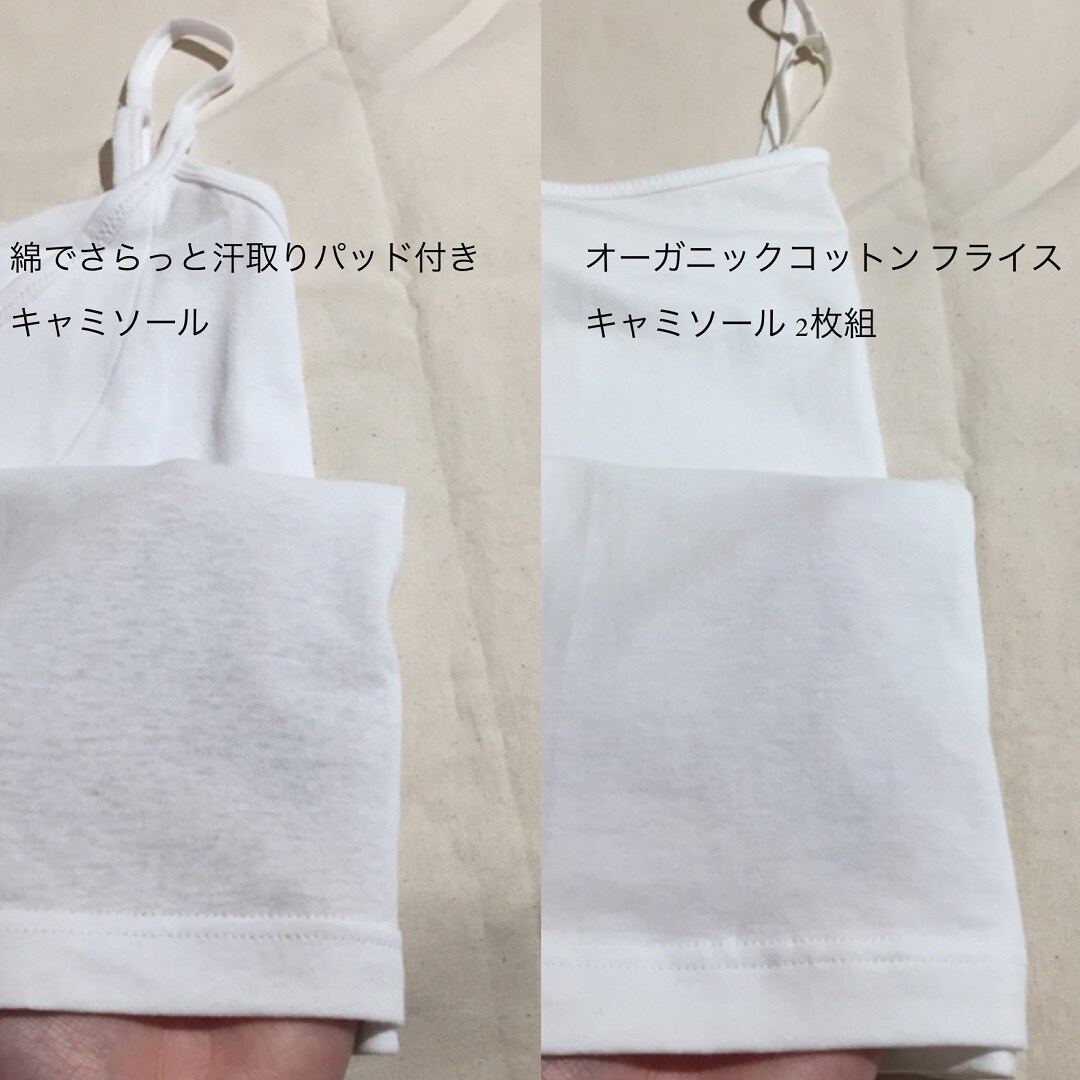 綿でさらっと汗取りパッド付き
キャミソール
オーガニックコットン フライス
キャミソール 2枚組